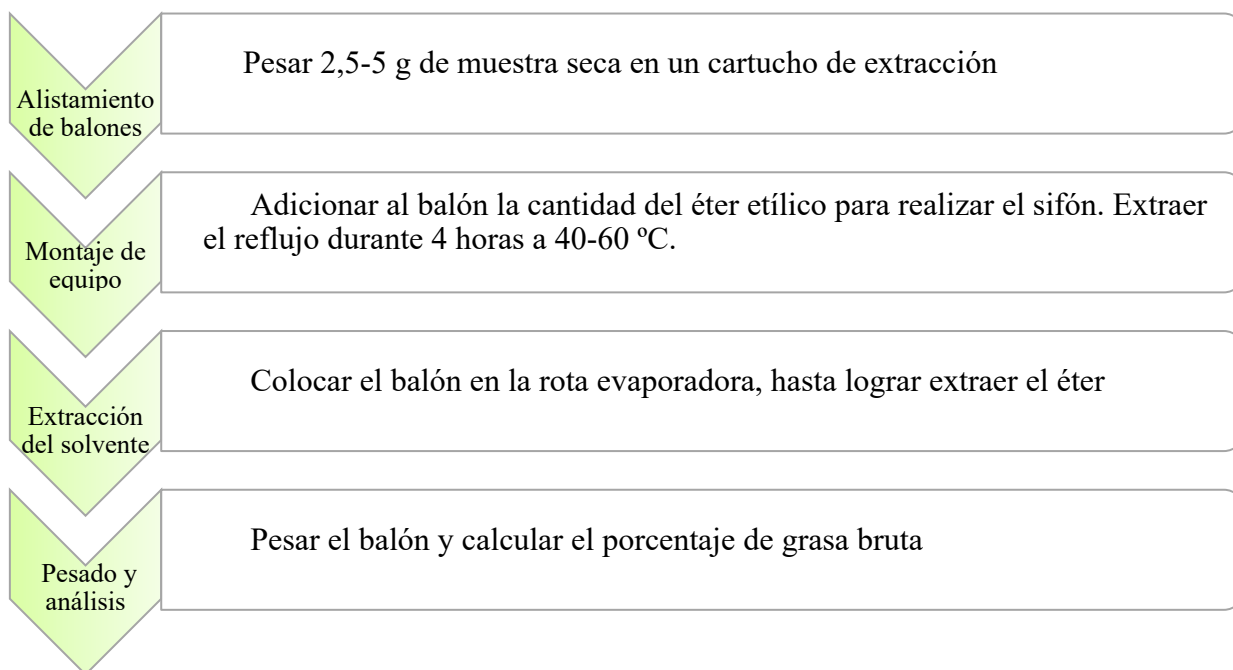 Alistamiento
de balones
Pesar 2,5-5 g de muestra seca en un cartucho de extracción
Montaje de
equipo
Adicionar al balón la cantidad del éter etílico para realizar el sifón. Extraer
el reflujo durante 4 horas a 40-60 ºC.
Extracción
del solvente
Colocar el balón en la rota evaporadora, hasta lograr extraer el éter
Pesado y
análisis
Pesar el balón y calcular el porcentaje de grasa bruta